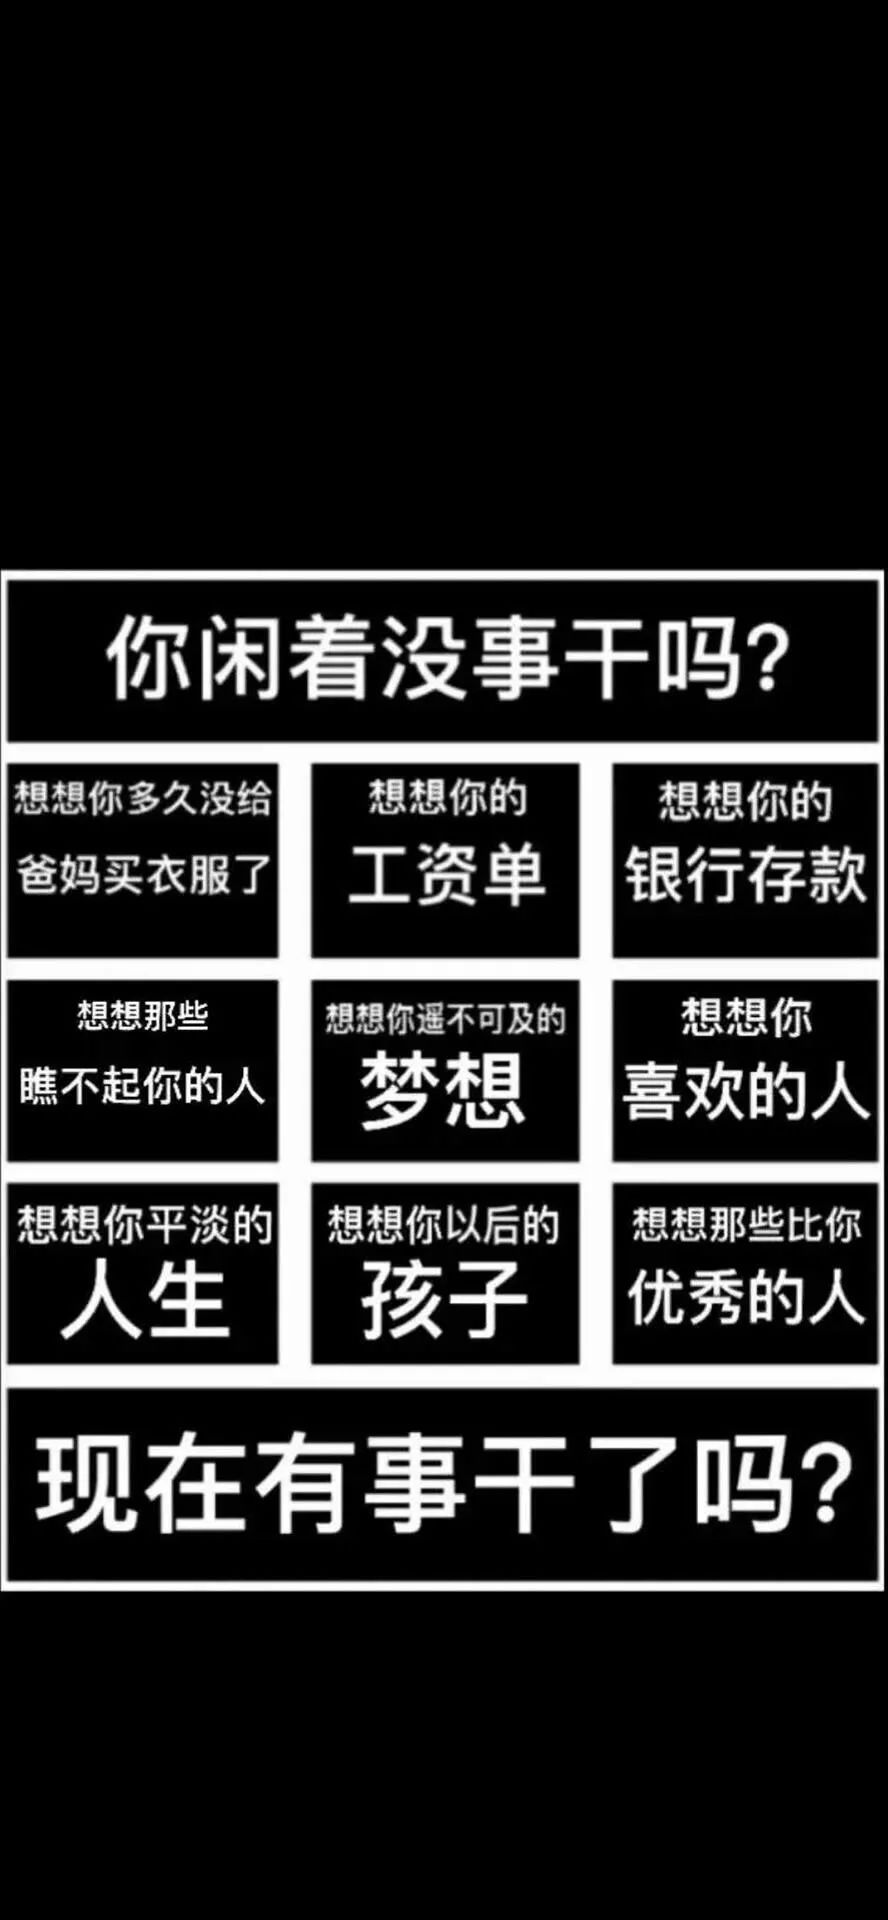 你闲着没事干吗?
想想你多久没给
爸妈买衣服了
想想你的
工资单
想想你的
银行存款
想想那些
瞧不起你的人
想想你遥不可及的
梦想
想想你
喜欢的人
想想你平淡的
人生
想想你以后的
孩子
想想那些比你
优秀的人
现在有事干了吗?